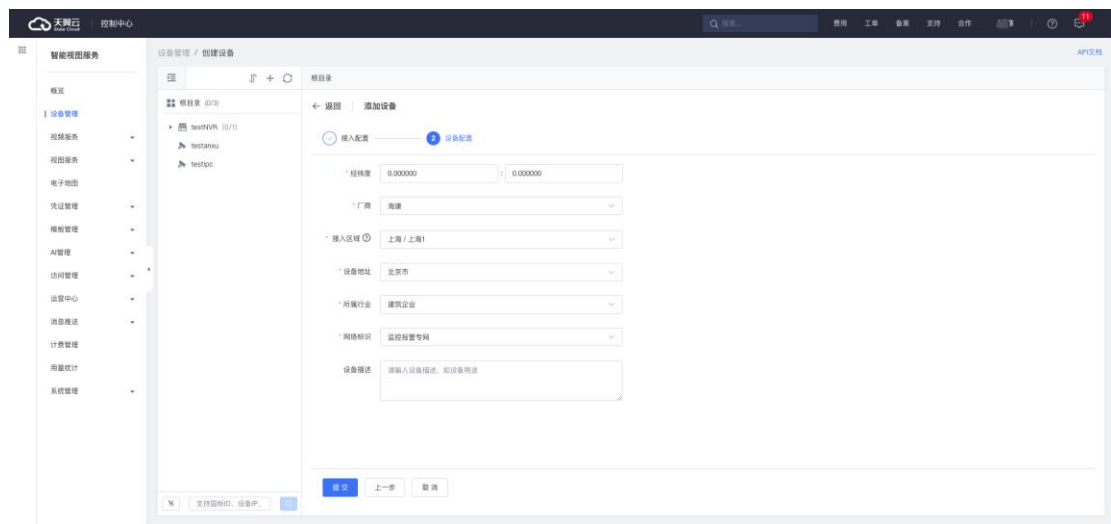 天翼云 控制中心 搜索... 费用 工单 备案 支持 合作 11
智能视图服务
概览
设备管理
视频服务
视图服务
电子地图
凭证管理
模板管理
AI管理
访问管理
运营中心
消息推送
计费管理
用量统计
系统管理
设备管理 / 创建设备 API文档
根目录 (0/3)
testNVR (0/1)
testanxu
testipc
支持国标ID、设备IP、
根目录
返回 添加设备
接入配置 2 设备配置
* 经纬度 0.000000 : 0.000000
* 厂商 海康
* 接入区域 上海 / 上海1
* 设备地址 北京市
* 所属行业 建筑企业
* 网络标识 监控报警专网
设备描述 请输入设备描述，如设备用途
提交 上一步 取消